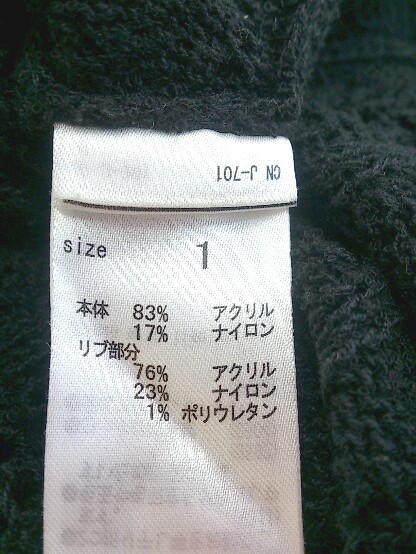 CN J-701
size 1
本体 83% アクリル
17% ナイロン
リブ部分
76% アクリル
23% ナイロン
1% ポリウレタン